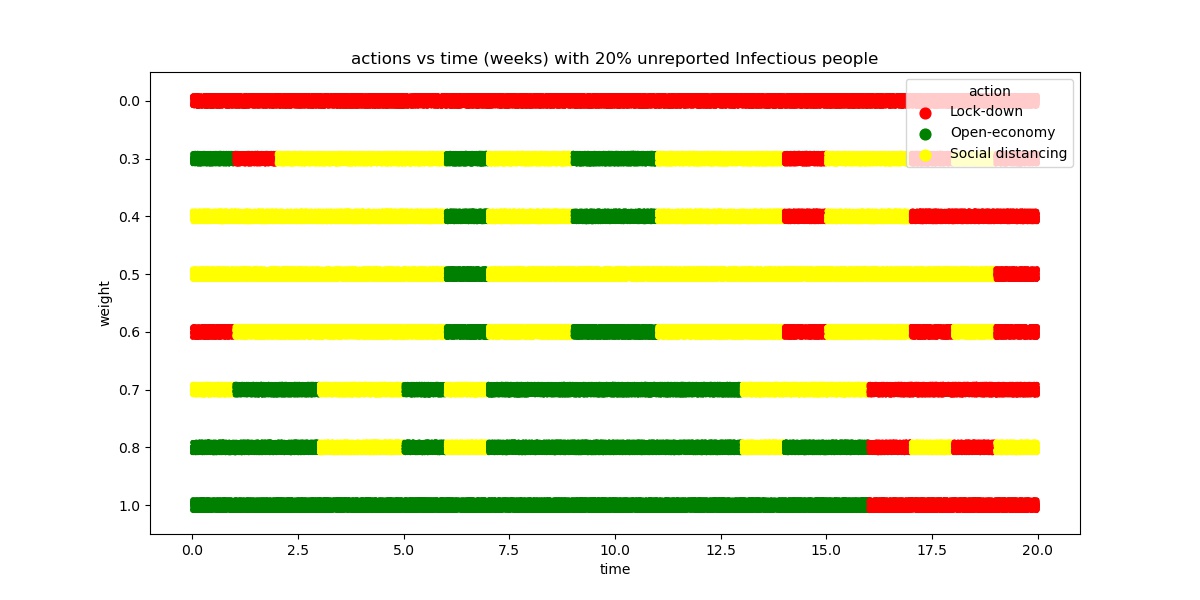 actions vs time (weeks) with 20% unreported Infectious people
action
Lock-down
Open-economy
Social distancing
weight
0.0
0.3
0.4
0.5
0.6
0.7
0.8
1.0
0.0 2.5 5.0 7.5 10.0 12.5 15.0 17.5 20.0
time